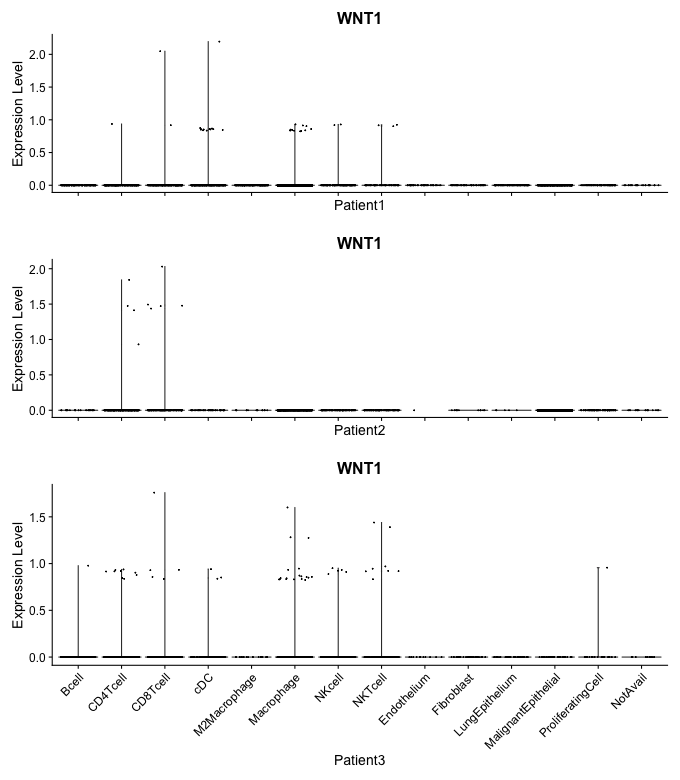 WNT1
Expression Level
2.0
1.5
1.0
0.5
0.0
Patient1
WNT1
Expression Level
2.0
1.5
1.0
0.5
0.0
Patient2
WNT1
Expression Level
1.5
1.0
0.5
0.0
Bcell
CD4Tcell
CD8Tcell
cDC
M2Macrophage
Macrophage
NKcell
NKTcell
Endothelium
Fibroblast
LungEpithelium
MalignantEpithelial
ProliferatingCell
NotAvail
Patient3